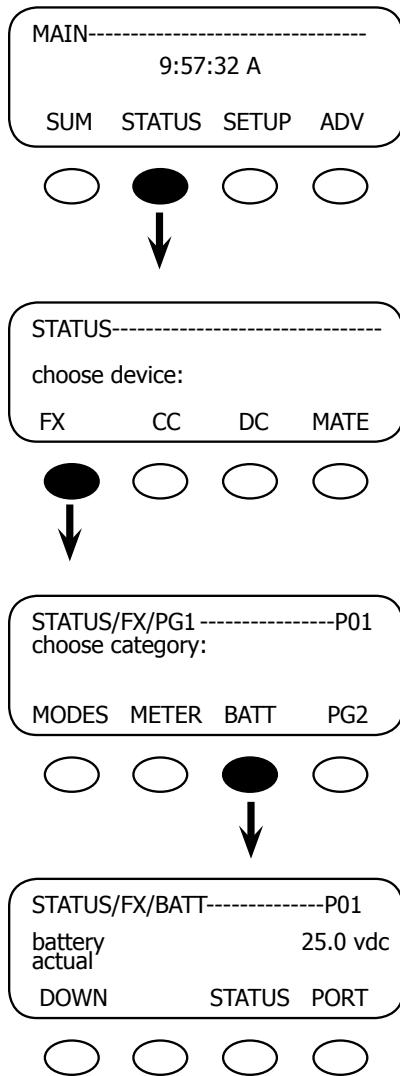 MAIN---------------------------------
9:57:32 A
SUM STATUS SETUP ADV
STATUS--------------------------------
choose device:
FX CC DC MATE
STATUS/FX/PG1 ----------------P01
choose category:
MODES METER BATT PG2
STATUS/FX/BATT--------------P01
battery 25.0 vdc
actual
DOWN STATUS PORT